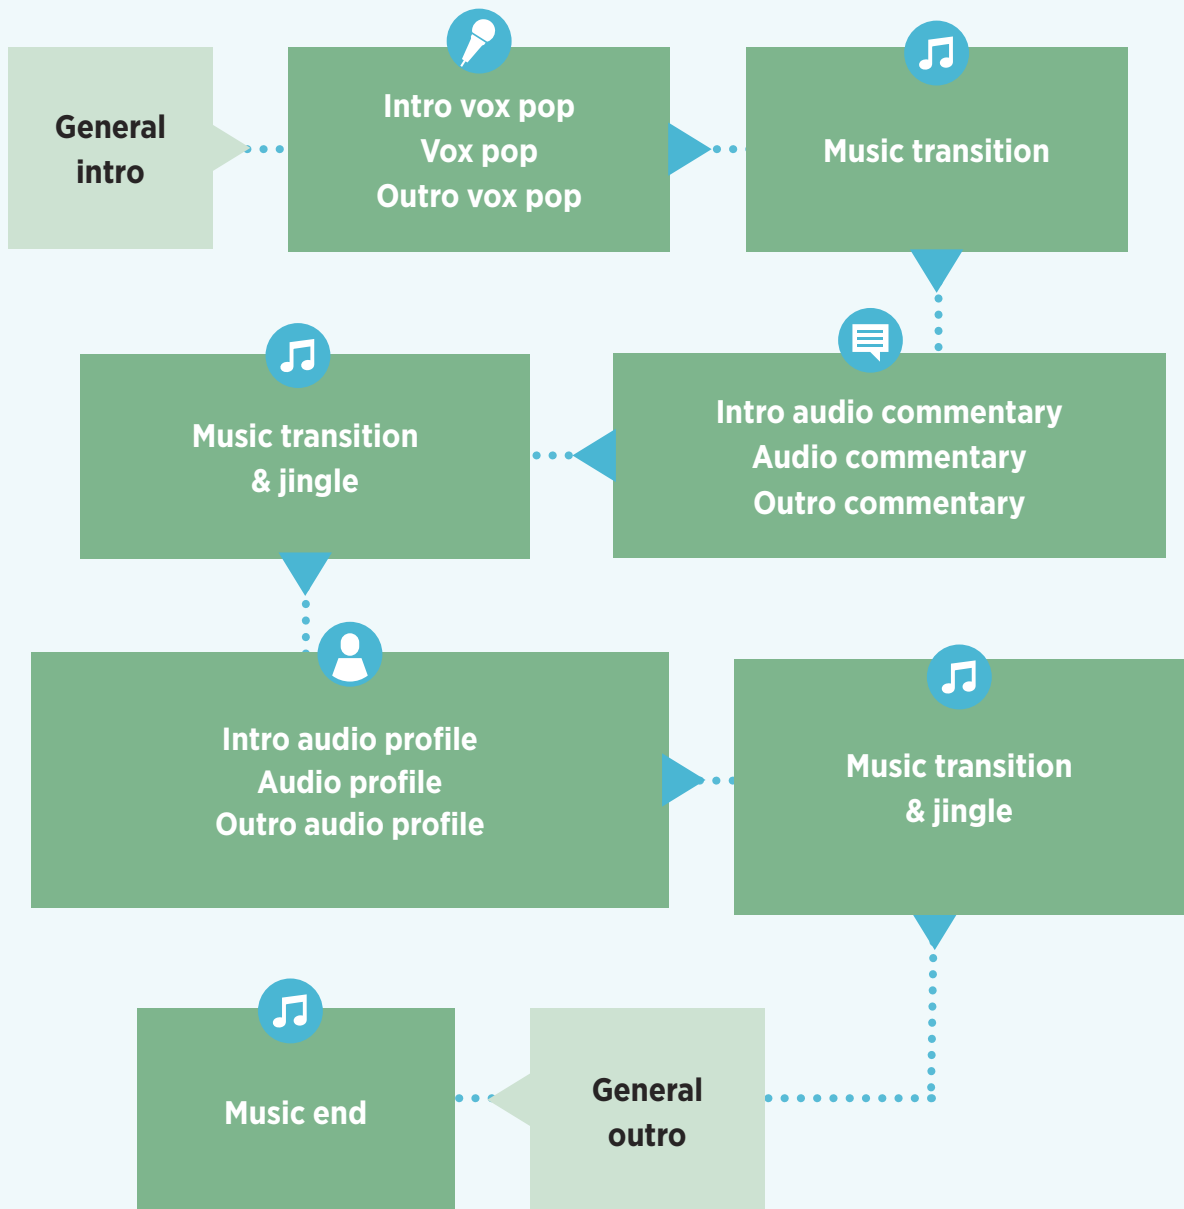 General
intro
Intro vox pop
Vox pop
Outro vox pop
Music transition
Intro audio commentary
Audio commentary
Outro commentary
Music transition
& jingle
Intro audio profile
Audio profile
Outro audio profile
Music transition
& jingle
General
outro
Music end